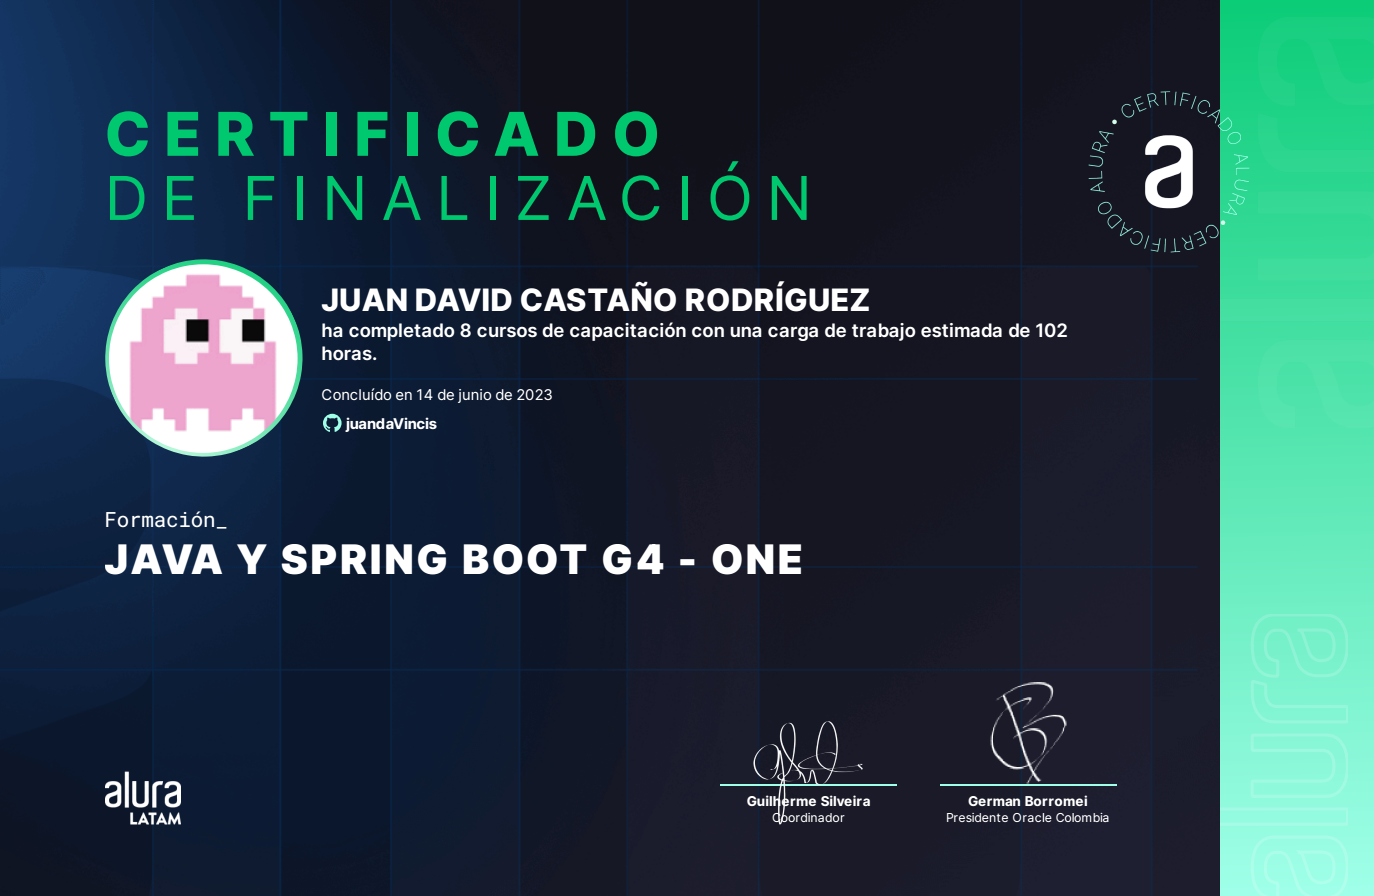 CERTIFICADO
DE FINALIZACIÓN
CERTIFICADO ALURA • CERTIFICADO ALURA •
a
JUAN DAVID CASTAÑO RODRÍGUEZ
ha completado 8 cursos de capacitación con una carga de trabajo estimada de 102
horas.
Concluído en 14 de junio de 2023
juandaVincis
Formación_
JAVA Y SPRING BOOT G4 - ONE
alura
LATAM
Guilherme Silveira
Coordinador
German Borromei
Presidente Oracle Colombia
alura
alura